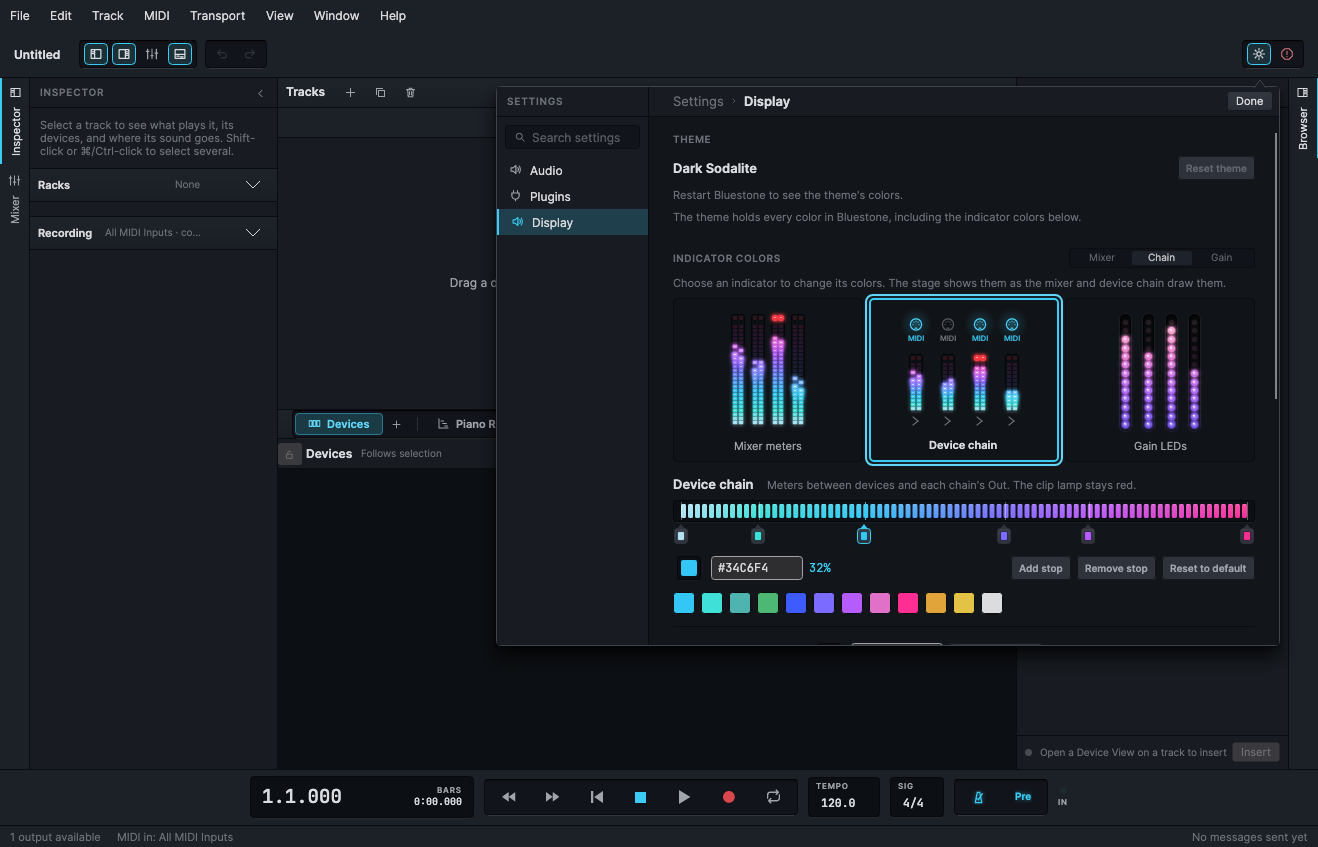 File Edit Track MIDI Transport View Window Help
Untitled
Inspector
Mixer
INSPECTOR
Select a track to see what plays it, its
devices, and where its sound goes. Shift-
click or ⌘/Ctrl-click to select several.
Racks None
Recording All MIDI Inputs · co...
Tracks
Drag a d
Devices
Piano R
Devices Follows selection
SETTINGS
Search settings
Audio
Plugins
Display
Settings › Display
Done
THEME
Dark Sodalite
Reset theme
Restart Bluestone to see the theme's colors.
The theme holds every color in Bluestone, including the indicator colors below.
INDICATOR COLORS
Mixer Chain Gain
Choose an indicator to change its colors. The stage shows them as the mixer and device chain draw them.
MIDI MIDI MIDI MIDI
Mixer meters
Device chain
Gain LEDs
Device chain Meters between devices and each chain's Out. The clip lamp stays red.
#34C6F4 32%
Add stop Remove stop Reset to default
Browser
Open a Device View on a track to insert Insert
1.1.000
BARS
0:00.000
TEMPO
120.0
SIG
4/4
Pre
IN
1 output available MIDI in: All MIDI Inputs
No messages sent yet